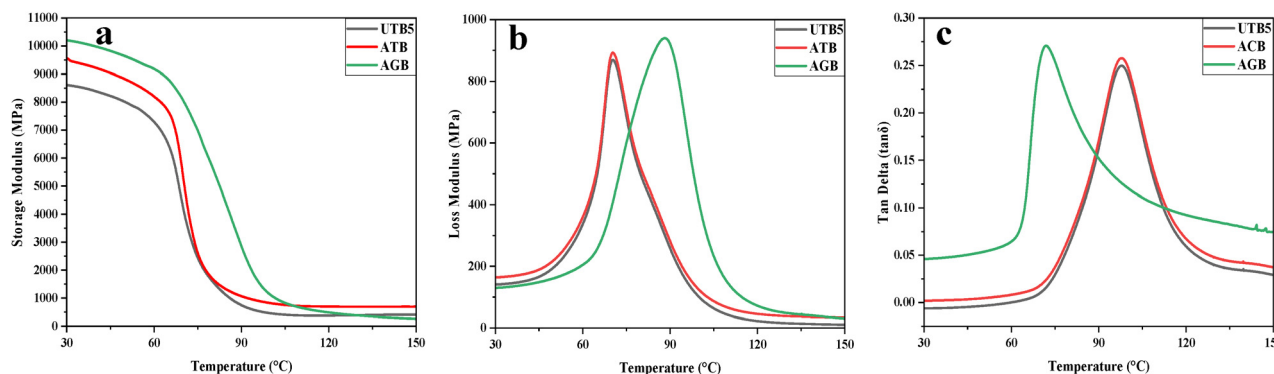 a
UTB5
ATB
AGB
11000
10000
9000
8000
7000
6000
5000
4000
3000
2000
1000
0
Storage Modulus (MPa)
30
60
90
120
150
Temperature (°C)
b
UTB5
ATB
AGB
1000
800
600
400
200
0
Loss Modulus (MPa)
30
60
90
120
150
Temperature (°C)
c
UTB5
ACB
AGB
0.30
0.25
0.20
0.15
0.10
0.05
0.00
Tan Delta (tanδ)
30
60
90
120
150
Temperature (°C)